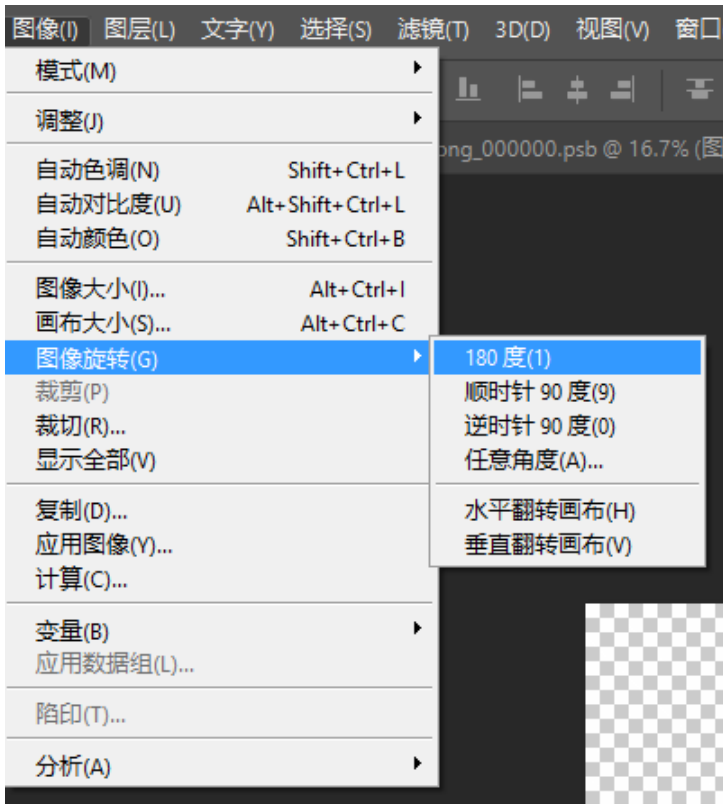 图像(I) 图层(L) 文字(Y) 选择(S) 滤镜(T) 3D(D) 视图(V) 窗口
模式(M)
调整(J)
ong_000000.psb @ 16.7% (图
自动色调(N) Shift+Ctrl+L
自动对比度(U) Alt+Shift+Ctrl+L
自动颜色(O) Shift+Ctrl+B
图像大小(I)... Alt+Ctrl+I
画布大小(S)... Alt+Ctrl+C
图像旋转(G)
180 度(1)
顺时针 90 度(9)
逆时针 90 度(0)
任意角度(A)...
水平翻转画布(H)
垂直翻转画布(V)
裁剪(P)
裁切(R)...
显示全部(V)
复制(D)...
应用图像(Y)...
计算(C)...
变量(B)
应用数据组(L)...
陷印(T)...
分析(A)